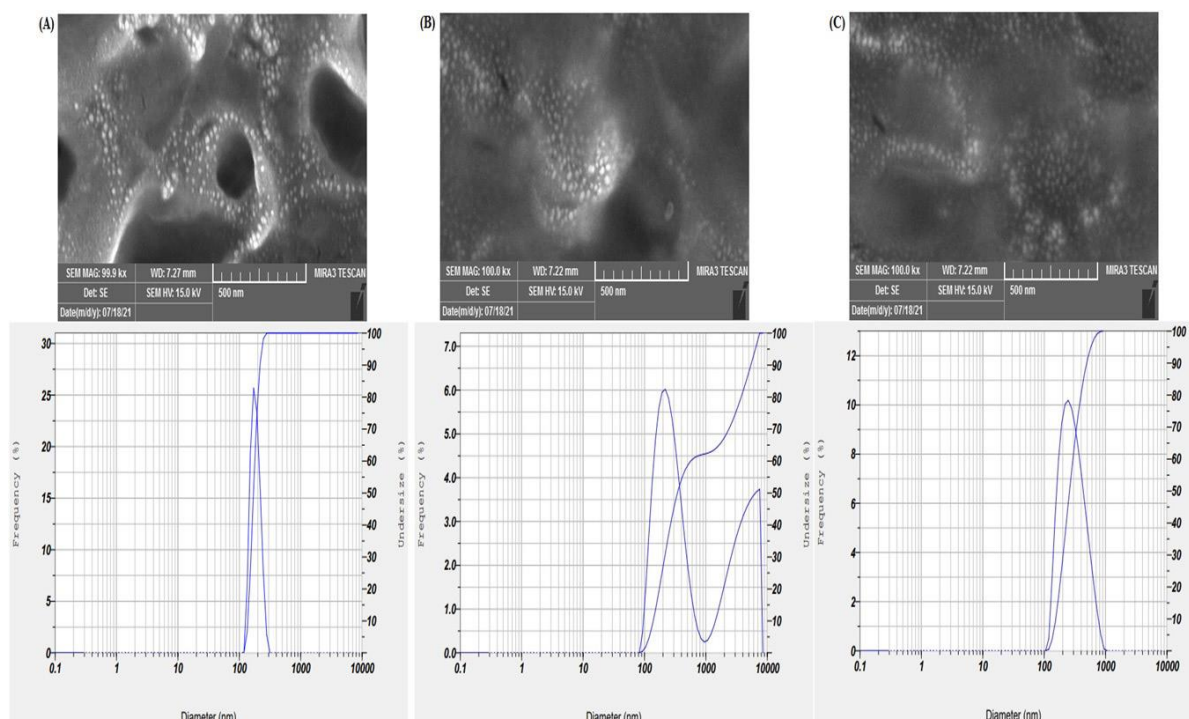 (A)
SEM MAG: 99.9 kx
WD: 7.27 mm
MIRA3 TESCAN
Det: SE
SEM HV: 15.0 kV
500 nm
Date(m/d/y): 07/18/21
(B)
SEM MAG: 100.0 kx
WD: 7.22 mm
MIRA3 TESCAN
Det: SE
SEM HV: 15.0 kV
500 nm
Date(m/d/y): 07/18/21
(C)
SEM MAG: 100.0 kx
WD: 7.22 mm
MIRA3 TESCAN
Det: SE
SEM HV: 15.0 kV
500 nm
Date(m/d/y): 07/18/21
Frequency (%)
30
25
20
15
10
5
0
100
90
80
70
60
50
40
30
20
10
0
Undersize (%)
0.1 1 10 100 1000 10000
Diameter (nm)
Frequency (%)
7.0
6.0
5.0
4.0
3.0
2.0
1.0
0.0
100
90
80
70
60
50
40
30
20
10
0
Undersize (%)
0.1 1 10 100 1000 10000
Diameter (nm)
Frequency (%)
12
10
8
6
4
2
0
100
90
80
70
60
50
40
30
20
10
0
Undersize (%)
0.1 1 10 100 1000 10000
Diameter (nm)